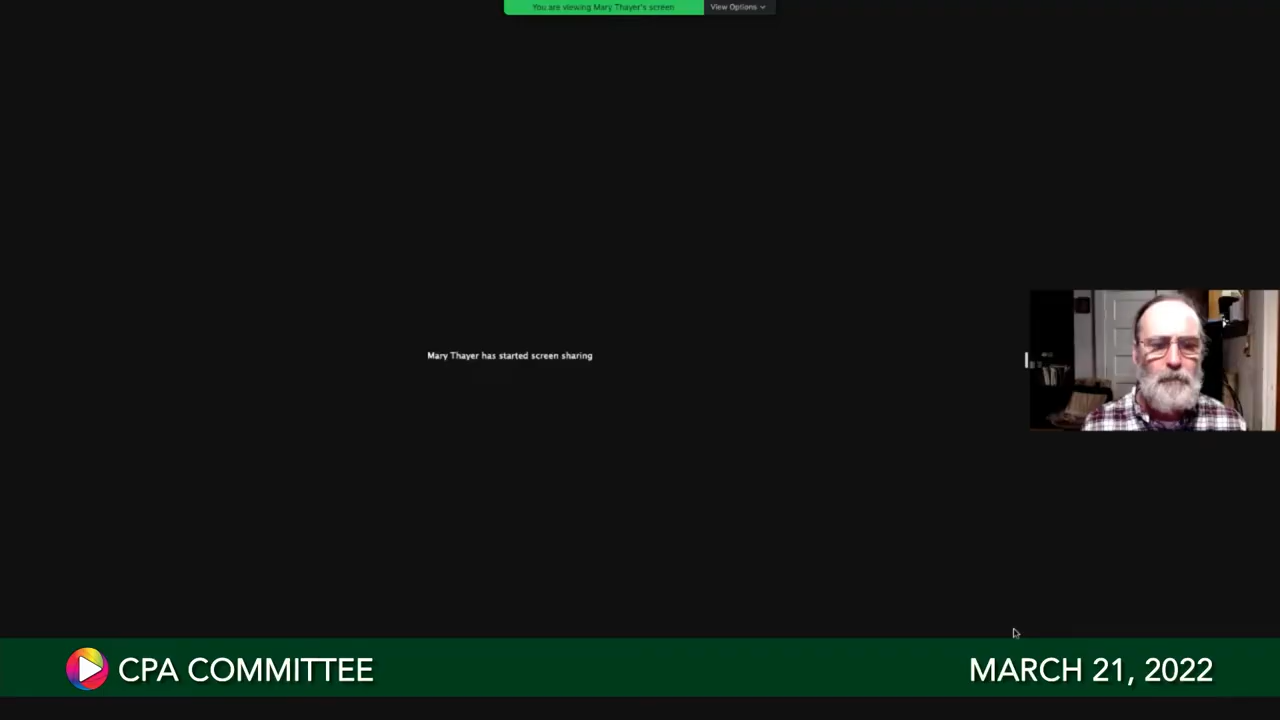 You are viewing Mary Thayer's screen
View Options
Mary Thayer has started screen sharing
CPA COMMITTEE
MARCH 21, 2022